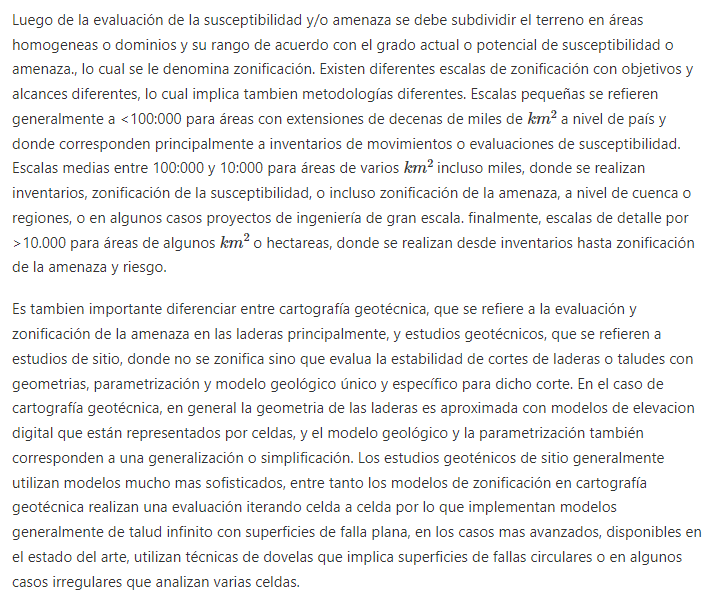 Luego de la evaluación de la susceptibilidad y/o amenaza se debe subdividir el terreno en áreas
homogeneas o dominios y su rango de acuerdo con el grado actual o potencial de susceptibilidad o
amenaza., lo cual se le denomina zonificación. Existen diferentes escalas de zonificación con objetivos y
alcances diferentes, lo cual implica tambien metodologías diferentes. Escalas pequeñas se refieren
generalmente a <100:000 para áreas con extensiones de decenas de miles de km² a nivel de país y
donde corresponden principalmente a inventarios de movimientos o evaluaciones de susceptibilidad.
Escalas medias entre 100:000 y 10:000 para áreas de varios km² incluso miles, donde se realizan
inventarios, zonificación de la susceptibilidad, o incluso zonificación de la amenaza, a nivel de cuenca o
regiones, o en algunos casos proyectos de ingeniería de gran escala. finalmente, escalas de detalle por
>10.000 para áreas de algunos km² o hectareas, donde se realizan desde inventarios hasta zonificación
de la amenaza y riesgo.
Es tambien importante diferenciar entre cartografía geotécnica, que se refiere a la evaluación y
zonificación de la amenaza en las laderas principalmente, y estudios geotécnicos, que se refieren a
estudios de sitio, donde no se zonifica sino que evalua la estabilidad de cortes de laderas o taludes con
geometrias, parametrización y modelo geológico único y específico para dicho corte. En el caso de
cartografía geotécnica, en general la geometria de las laderas es aproximada con modelos de elevacion
digital que están representados por celdas, y el modelo geológico y la parametrización también
corresponden a una generalización o simplificación. Los estudios geoténicos de sitio generalmente
utilizan modelos mucho mas sofisticados, entre tanto los modelos de zonificación en cartografía
geotécnica realizan una evaluación iterando celda a celda por lo que implementan modelos
generalmente de talud infinito con superficies de falla plana, en los casos mas avanzados, disponibles en
el estado del arte, utilizan técnicas de dovelas que implica superficies de fallas circulares o en algunos
casos irregulares que analizan varias celdas.